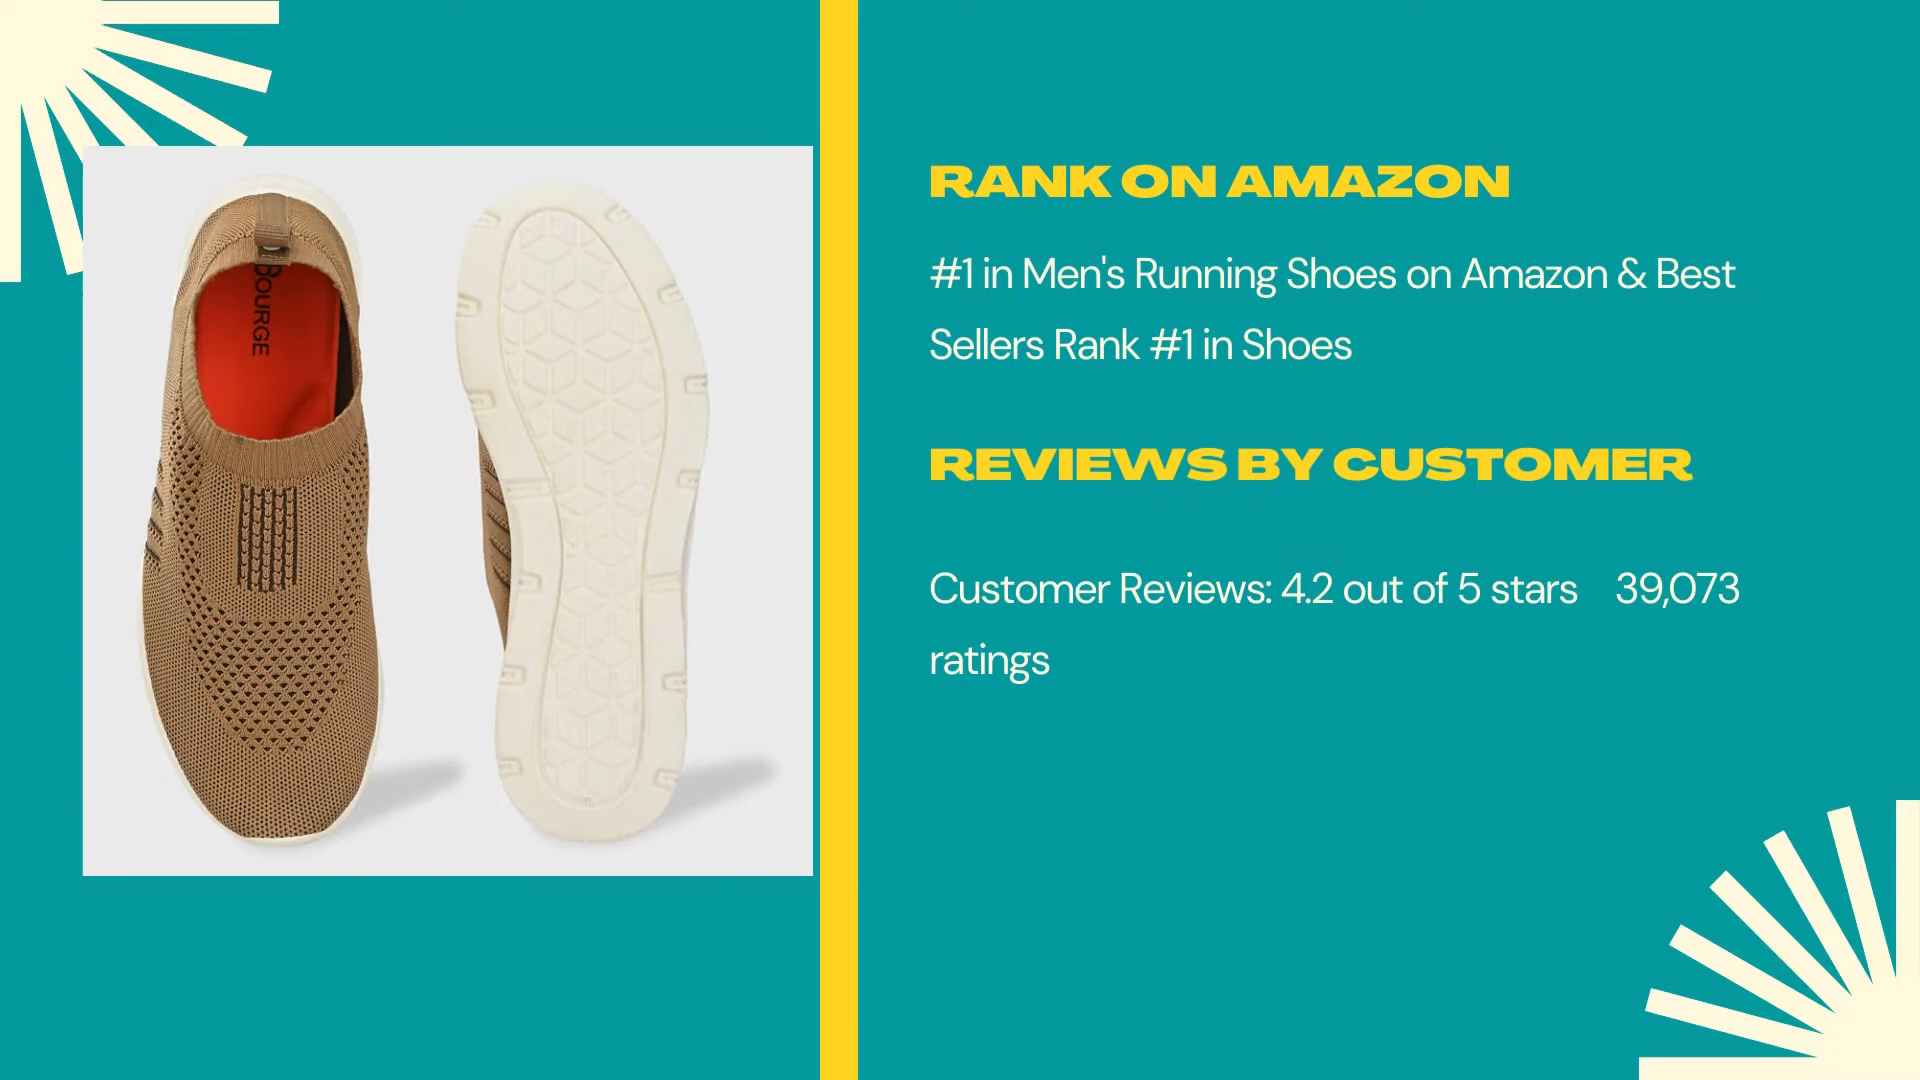 BOURGE
RANK ON AMAZON
#1 in Men's Running Shoes on Amazon & Best
Sellers Rank #1 in Shoes
REVIEWS BY CUSTOMER
Customer Reviews: 4.2 out of 5 stars 39,073
ratings